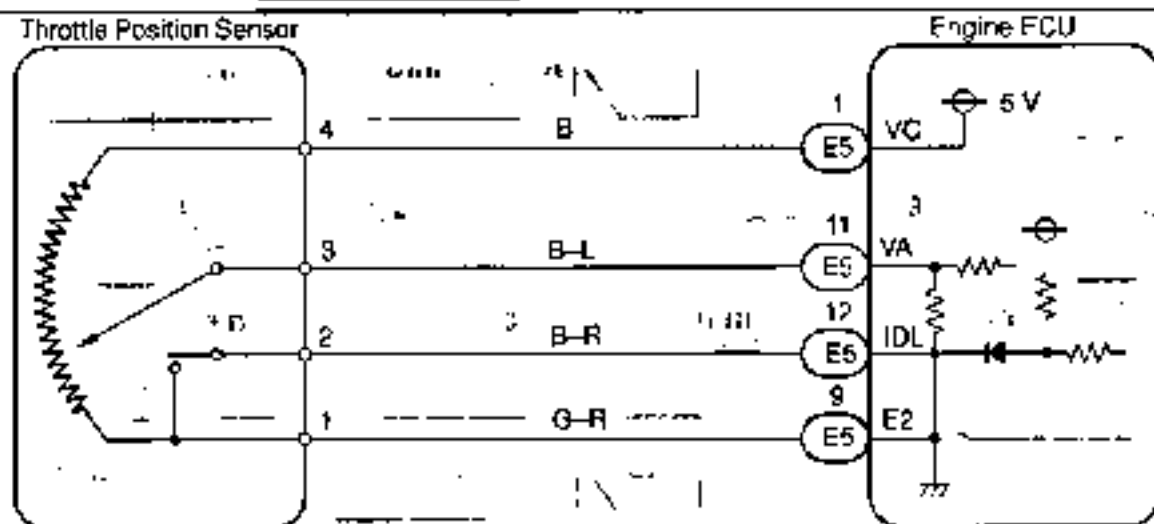 Throttle Position Sensor
Engine ECU
5 V
4
B
1
E5
VC
3
B-L
11
E5
VA
2
B-R
12
E5
IDL
1
G-R
9
E5
E2